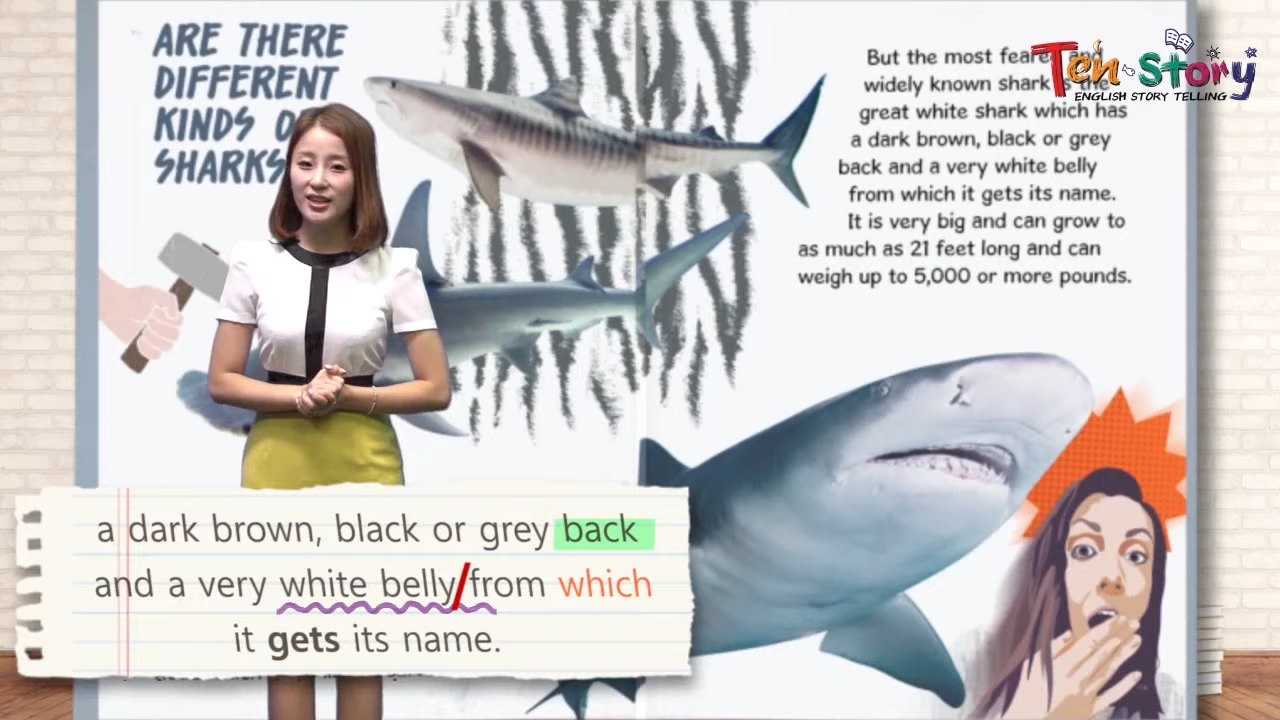 ARE THERE
DIFFERENT
KINDS O
SHARKS
But the most feared and
widely known shark is the
great white shark which has
a dark brown, black or grey
back and a very white belly
from which it gets its name.
It is very big and can grow to
as much as 21 feet long and can
weigh up to 5,000 or more pounds.
Ten Story
ENGLISH STORY TELLING
a dark brown, black or grey back
and a very white belly/from which
it gets its name.